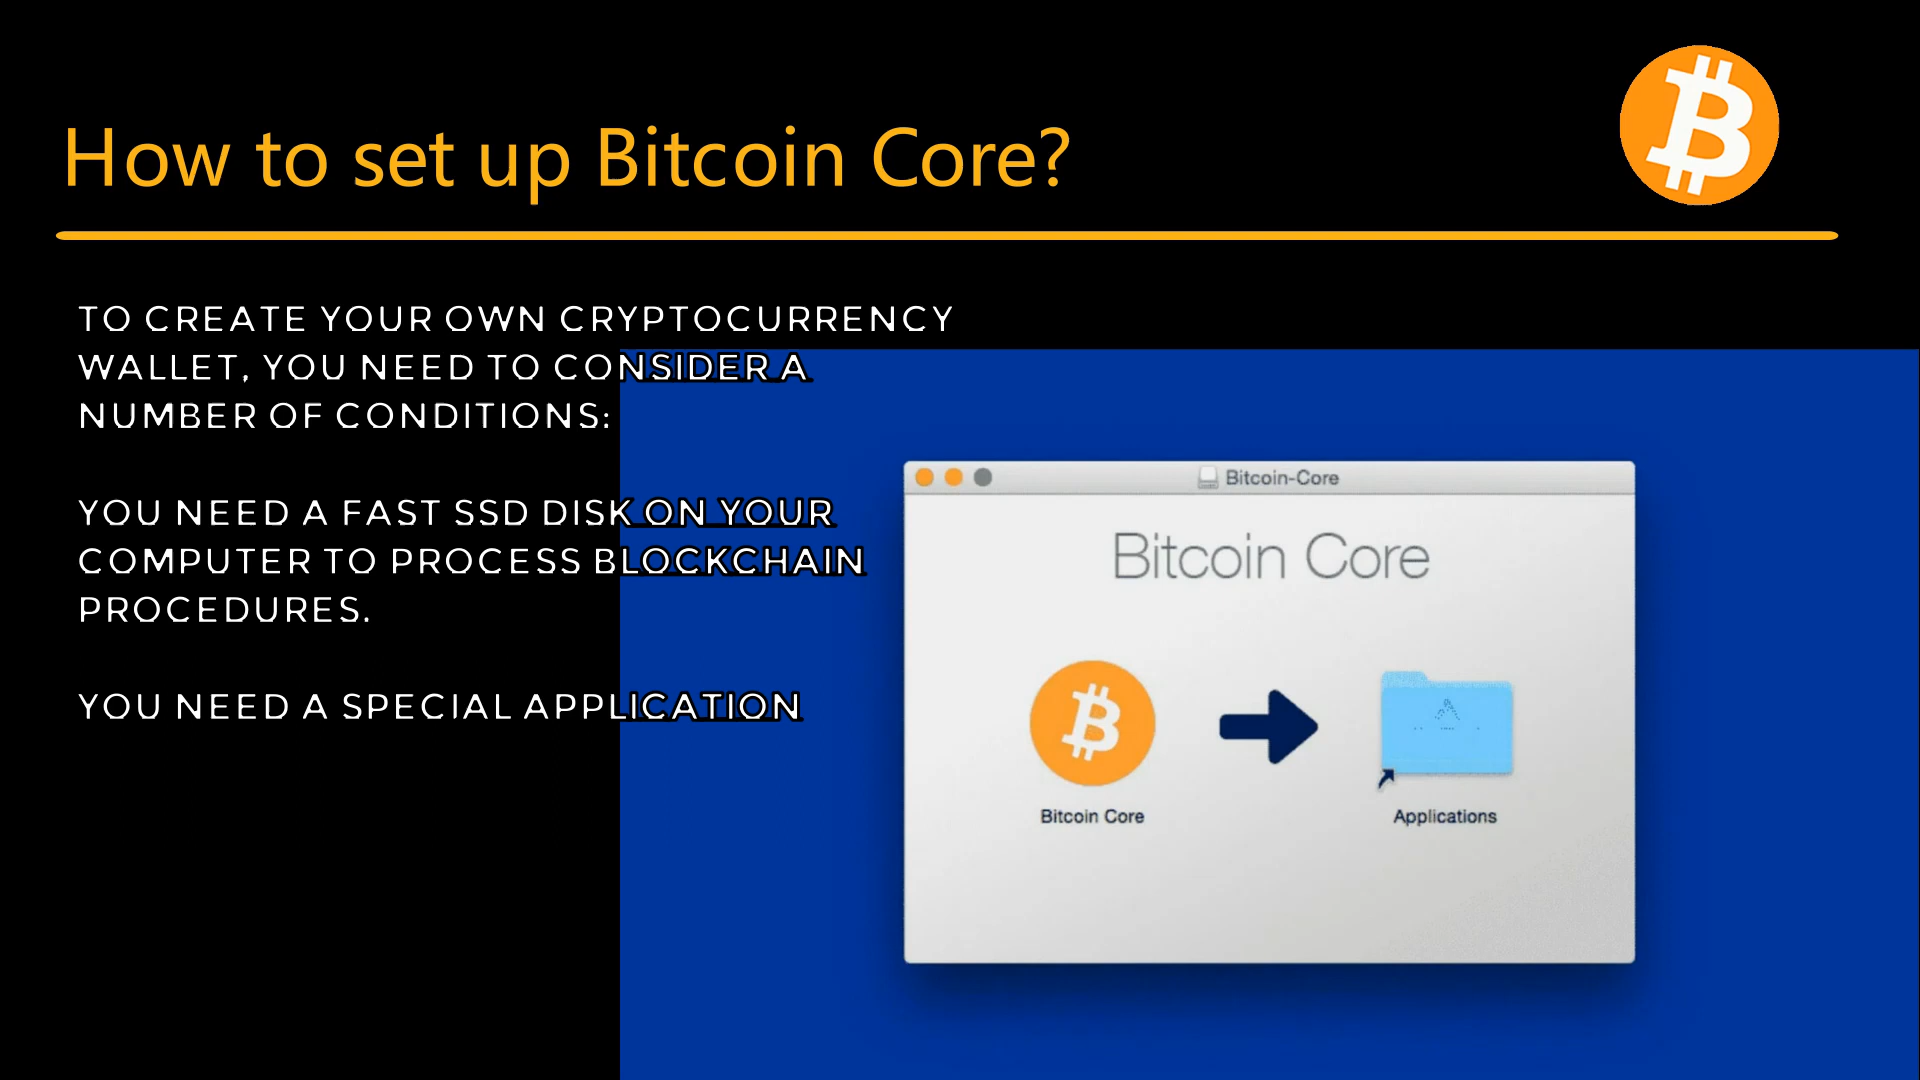 How to set up Bitcoin Core?
TO CREATE YOUR OWN CRYPTOCURRENCY
WALLET, YOU NEED TO CONSIDER A
NUMBER OF CONDITIONS:
YOU NEED A FAST SSD DISK ON YOUR
COMPUTER TO PROCESS BLOCKCHAIN
PROCEDURES.
YOU NEED A SPECIAL APPLICATION
Bitcoin-Core
Bitcoin Core
Bitcoin Core
Applications